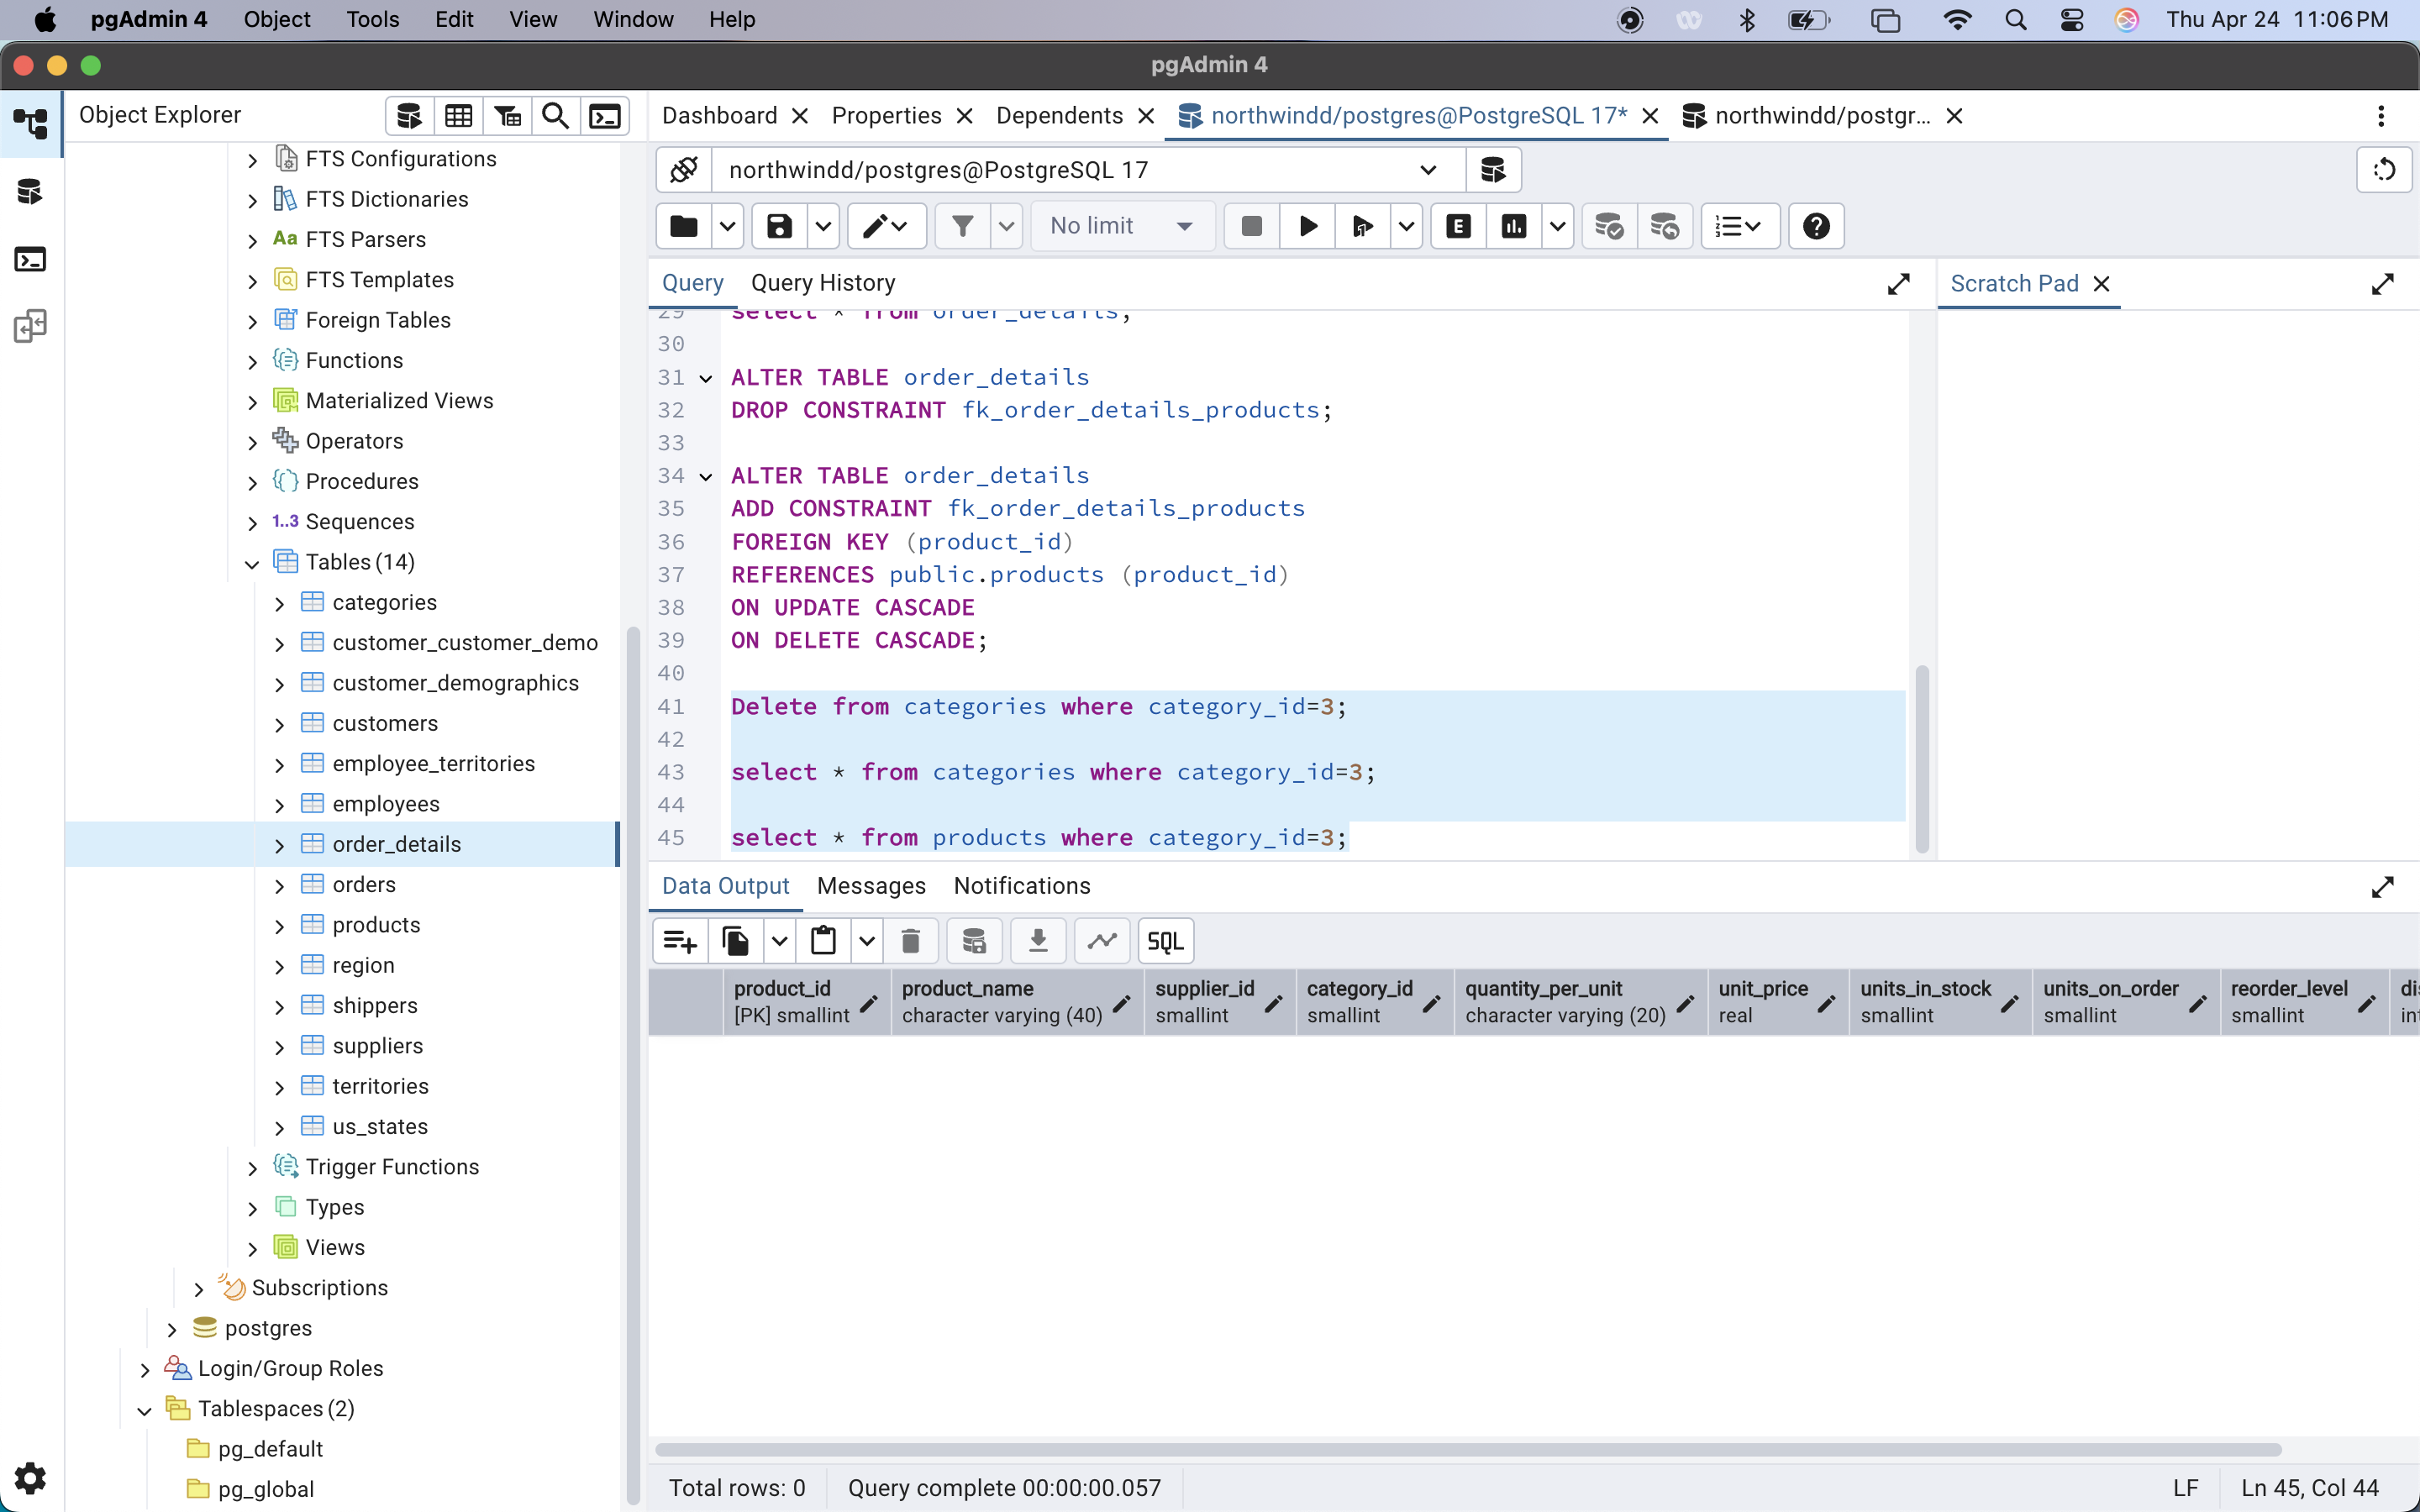 pgAdmin 4 Object Tools Edit View Window Help Thu Apr 24 11:06 PM
pgAdmin 4
Object Explorer
FTS Configurations
FTS Dictionaries
Aa FTS Parsers
FTS Templates
Foreign Tables
Functions
Materialized Views
Operators
Procedures
1..3 Sequences
Tables (14)
categories
customer_customer_demo
customer_demographics
customers
employee_territories
employees
order_details
orders
products
region
shippers
suppliers
territories
us_states
Trigger Functions
Types
Views
Subscriptions
postgres
Login/Group Roles
Tablespaces (2)
pg_default
pg_global
Dashboard Properties Dependents northwindd/postgres@PostgreSQL 17* northwindd/postgr...
northwindd/postgres@PostgreSQL 17
No limit E
Query Query History
Scratch Pad
29 select * from order_details;
30
31 ALTER TABLE order_details
32 DROP CONSTRAINT fk_order_details_products;
33
34 ALTER TABLE order_details
35 ADD CONSTRAINT fk_order_details_products
36 FOREIGN KEY (product_id)
37 REFERENCES public.products (product_id)
38 ON UPDATE CASCADE
39 ON DELETE CASCADE;
40
41 Delete from categories where category_id=3;
42
43 select * from categories where category_id=3;
44
45 select * from products where category_id=3;
Data Output Messages Notifications
SQL
product_id product_name supplier_id category_id quantity_per_unit unit_price units_in_stock units_on_order reorder_level
[PK] smallint character varying (40) smallint smallint character varying (20) real smallint smallint smallint
Total rows: 0 Query complete 00:00:00.057 LF Ln 45, Col 44